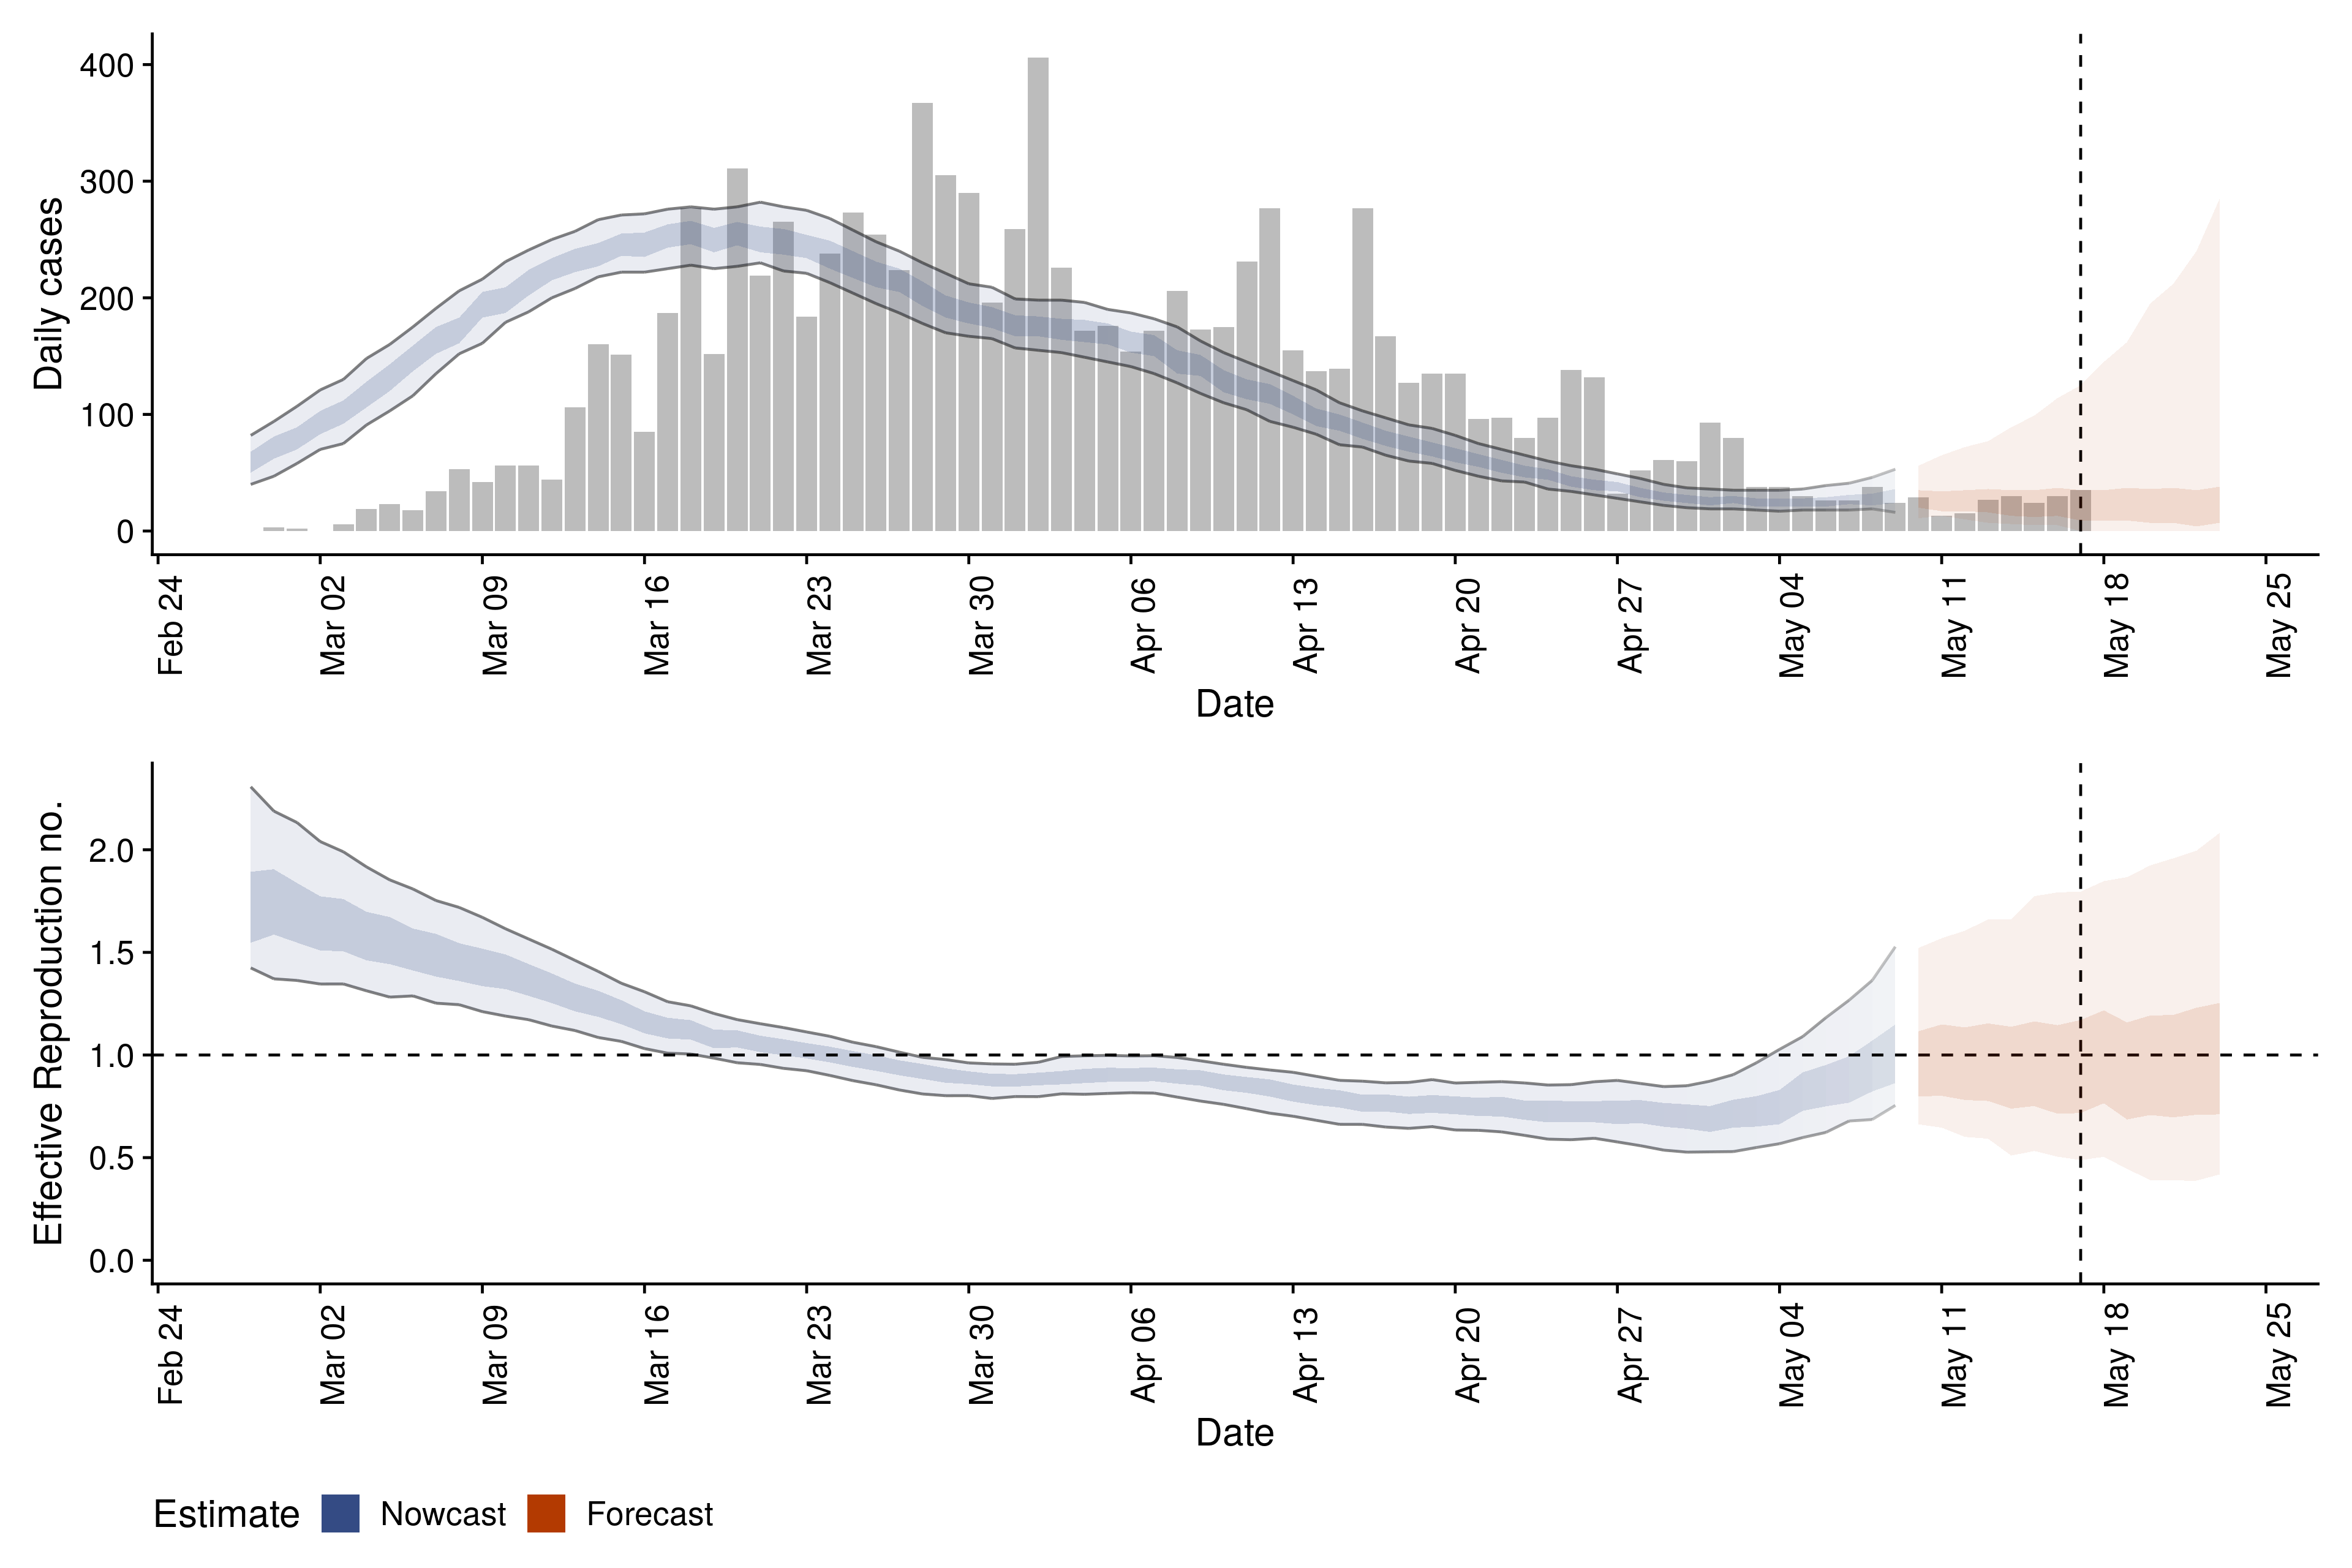 400
300
200
100
0
Daily cases
Feb 24
Mar 02
Mar 09
Mar 16
Mar 23
Mar 30
Apr 06
Apr 13
Apr 20
Apr 27
May 04
May 11
May 18
May 25
Date
2.0
1.5
1.0
0.5
0.0
Effective Reproduction no.
Feb 24
Mar 02
Mar 09
Mar 16
Mar 23
Mar 30
Apr 06
Apr 13
Apr 20
Apr 27
May 04
May 11
May 18
May 25
Date
Estimate Nowcast Forecast